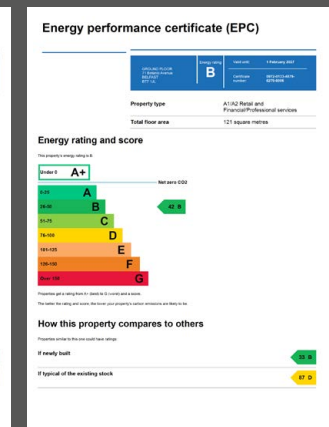 Energy performance certificate (EPC)
GROUND FLOOR
BELFAST
Energy rating
B
Valid until
1 February 2027
Certificate number
Property type
A1/A2 Retail and
Financial/Professional services
Total floor area
121 square metres
Energy rating and score
This property's energy rating is B.
Under 0 A+
Net zero CO2
0-25 A
26-50 B
42 B
51-75 C
76-100 D
101-125 E
126-150 F
Over 150 G
Properties get a rating from A+ (best) to G (worst) and a score.
The better the rating and score, the lower your property's carbon emissions are likely to be.
How this property compares to others
Properties similar to this one could have ratings:
If newly built
35 B
If typical of the existing stock
87 D